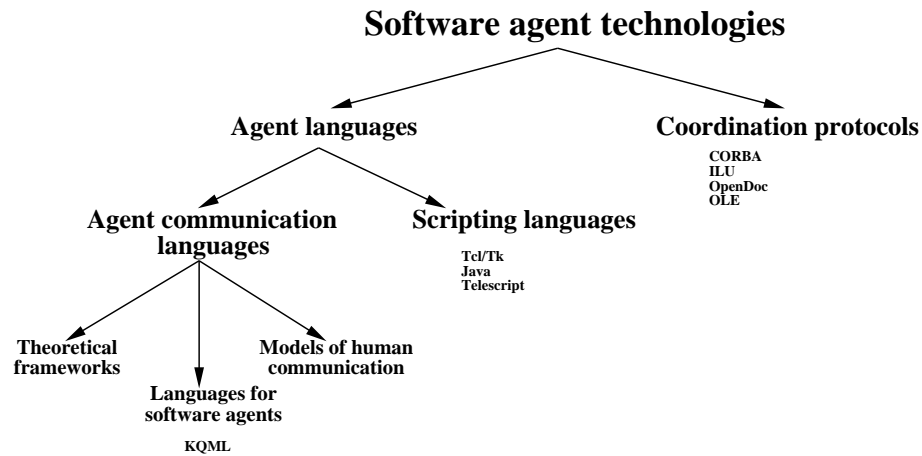 Software agent technologies
Agent languages
Coordination protocols
CORBA
ILU
OpenDoc
OLE
Agent communication
languages
Scripting languages
Tcl/Tk
Java
Telescript
Theoretical
frameworks
Models of human
communication
Languages for
software agents
KQML